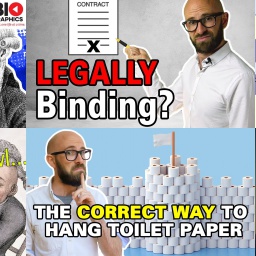 BIO
GRAPHICS
CONTRACT
X
LEGALLY
Binding?
THE CORRECT WAY TO
HANG TOILET PAPER